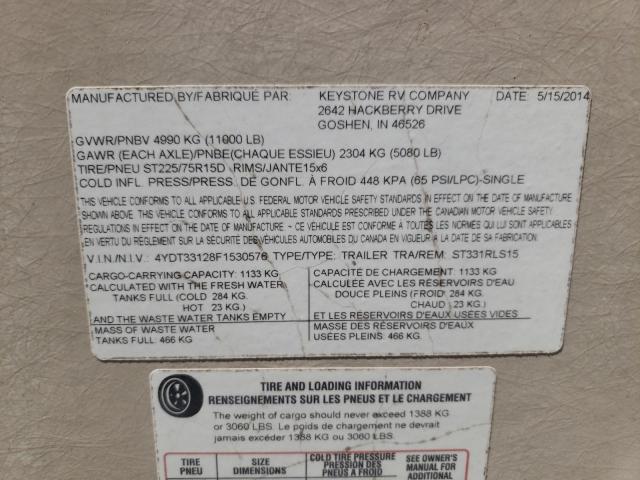 MANUFACTURED BY/FABRIQUÉ PAR: KEYSTONE RV COMPANY DATE: 5/15/2014
2642 HACKBERRY DRIVE
GOSHEN, IN 46526
GVWR/PNBV 4990 KG (11000 LB)
GAWR (EACH AXLE)/PNBE(CHAQUE ESSIEU) 2304 KG (5080 LB)
TIRE/PNEU ST225/75R15D RIMS/JANTE15x6
COLD INFL. PRESS/PRESS. DE GONFL. À FROID 448 KPA (65 PSI/LPC)-SINGLE
THIS VEHICLE CONFORMS TO ALL APPLICABLE U.S. FEDERAL MOTOR VEHICLE SAFETY STANDARDS IN EFFECT ON THE DATE OF MANUFACTURE
SHOWN ABOVE. THIS VEHICLE CONFORMS TO ALL APPLICABLE STANDARDS PRESCRIBED UNDER THE CANADIAN MOTOR VEHICLE SAFETY
REGULATIONS IN EFFECT ON THE DATE OF MANUFACTURE - CE VÉHICULE EST CONFORME À TOUTES LES NORMES QUI LUI SONT APPLICABLES
EN VERTU DU RÈGLEMENT SUR LA SÉCURITÉ DES VÉHICULES AUTOMOBILES DU CANADA EN VIGUEUR À LA DATE DE SA FABRICATION.
V.I.N./N.I.V.: 4YDT33128F1530576 TYPE/TYPE: TRAILER TRA/REM: ST331RLS15
CARGO-CARRYING CAPACITY: 1133 KG
CALCULATED WITH THE FRESH WATER
TANKS FULL (COLD 284 KG.
HOT 23 KG.)
AND THE WASTE WATER TANKS EMPTY
MASS OF WASTE WATER
TANKS FULL: 466 KG
CAPACITÉ DE CHARGEMENT: 1133 KG
CALCULÉE AVEC LES RÉSERVOIRS D'EAU
DOUCE PLEINS (FROID: 284 KG.
CHAUD : 23 KG.)
ET LES RÉSERVOIRS D'EAUX USÉES VIDES
MASSE DES RÉSERVOIRS D'EAUX
USÉES PLEINS: 466 KG.
TIRE AND LOADING INFORMATION
RENSEIGNEMENTS SUR LES PNEUS ET LE CHARGEMENT
The weight of cargo should never exceed 1388 KG
or 3060 LBS. Le poids de chargement ne devrait
jamais excéder 1388 KG ou 3060 LBS.
TIRE
PNEU
SIZE
DIMENSIONS
COLD TIRE PRESSURE
PRESSION DES
PNEUS A FROID
SEE OWNER'S
MANUAL FOR
ADDITIONAL